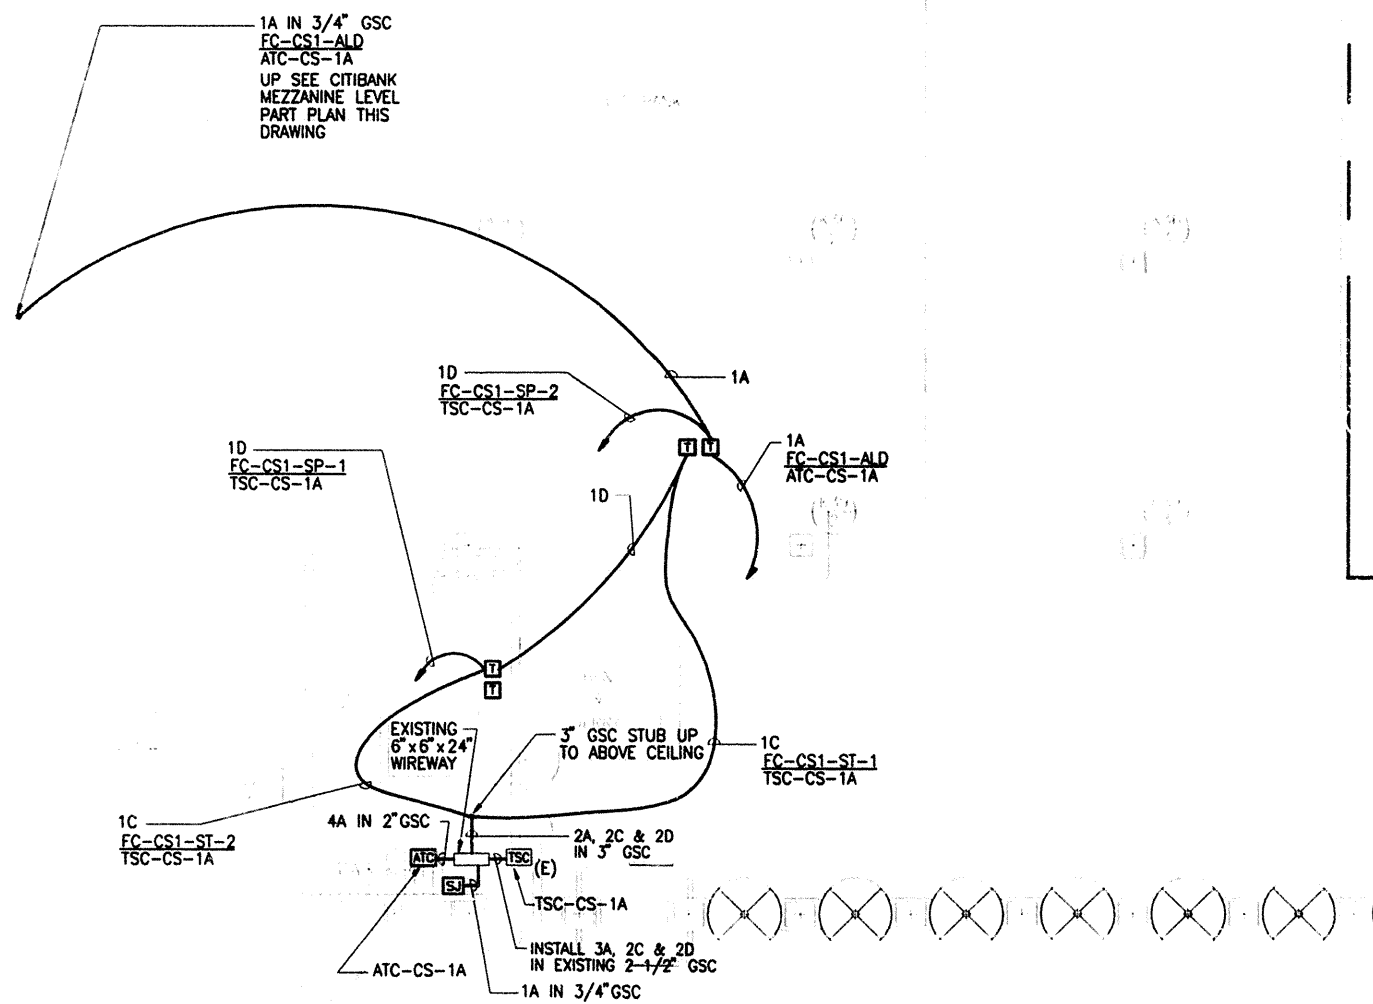 1A IN 3/4" GSC
FC-CS1-ALD
ATC-CS-1A
UP SEE CITIBANK
MEZZANINE LEVEL
PART PLAN THIS
DRAWING
1D
FC-CS1-SP-2
TSC-CS-1A
1A
1D
FC-CS1-SP-1
TSC-CS-1A
T T
1A
FC-CS1-ALD
ATC-CS-1A
1D
T
T
EXISTING
6"x6"x24"
WIREWAY
3" GSC STUB UP
TO ABOVE CEILING
1C
FC-CS1-ST-1
TSC-CS-1A
1C
FC-CS1-ST-2
TSC-CS-1A
4A IN 2"GSC
2A, 2C & 2D
IN 3" GSC
ATC
TSC
(E)
SJ
TSC-CS-1A
INSTALL 3A, 2C & 2D
IN EXISTING 2-1/2" GSC
ATC-CS-1A
1A IN 3/4"GSC